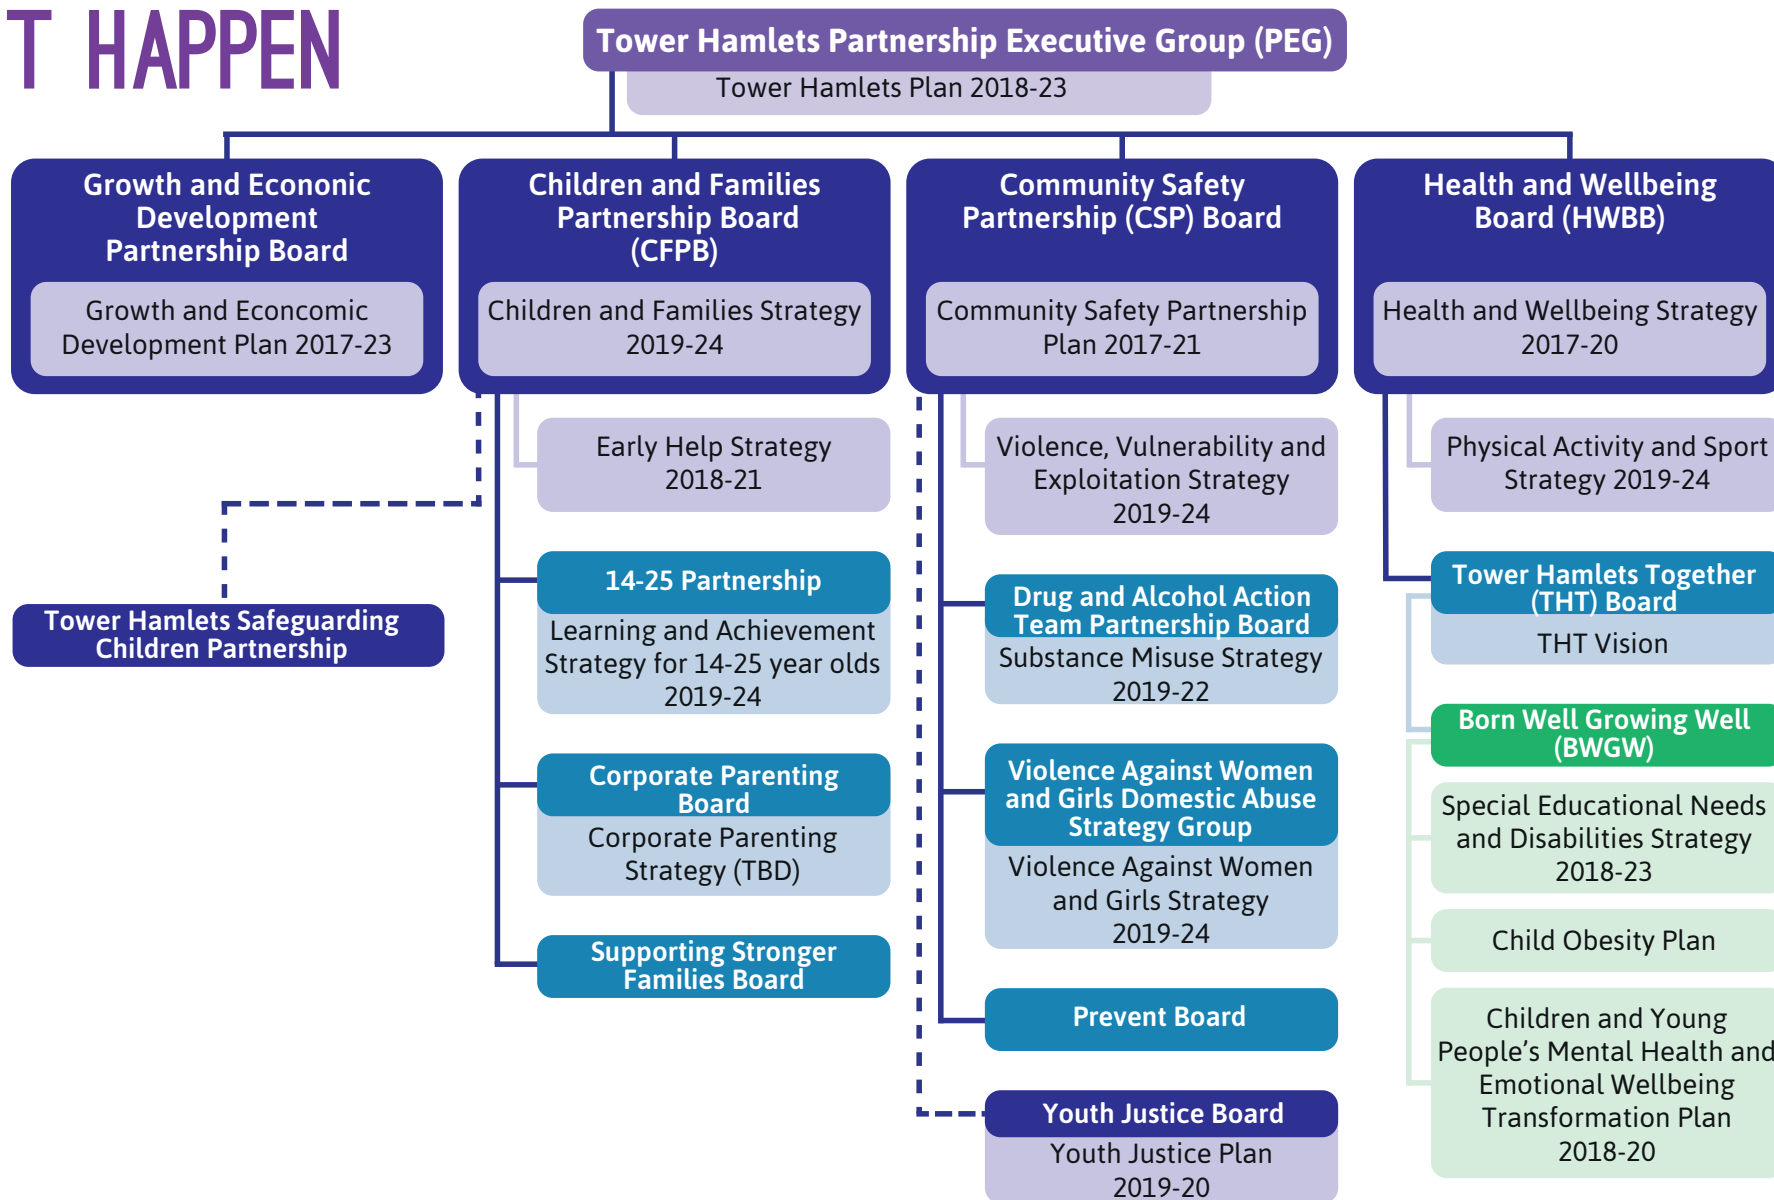 T HAPPEN
Tower Hamlets Partnership Executive Group (PEG)
Tower Hamlets Plan 2018-23
Growth and Econonic
Development
Partnership Board
Growth and Econcomic
Development Plan 2017-23
Tower Hamlets Safeguarding
Children Partnership
Children and Families
Partnership Board
(CFPB)
Children and Families Strategy
2019-24
Early Help Strategy
2018-21
14-25 Partnership
Learning and Achievement
Strategy for 14-25 year olds
2019-24
Corporate Parenting
Board
Corporate Parenting
Strategy (TBD)
Supporting Stronger
Families Board
Community Safety
Partnership (CSP) Board
Community Safety Partnership
Plan 2017-21
Violence, Vulnerability and
Exploitation Strategy
2019-24
Drug and Alcohol Action
Team Partnership Board
Substance Misuse Strategy
2019-22
Violence Against Women
and Girls Domestic Abuse
Strategy Group
Violence Against Women
and Girls Strategy
2019-24
Prevent Board
Youth Justice Board
Youth Justice Plan
2019-20
Health and Wellbeing
Board (HWBB)
Health and Wellbeing Strategy
2017-20
Physical Activity and Sport
Strategy 2019-24
Tower Hamlets Together
(THT) Board
THT Vision
Born Well Growing Well
(BWGW)
Special Educational Needs
and Disabilities Strategy
2018-23
Child Obesity Plan
Children and Young
People’s Mental Health and
Emotional Wellbeing
Transformation Plan
2018-20